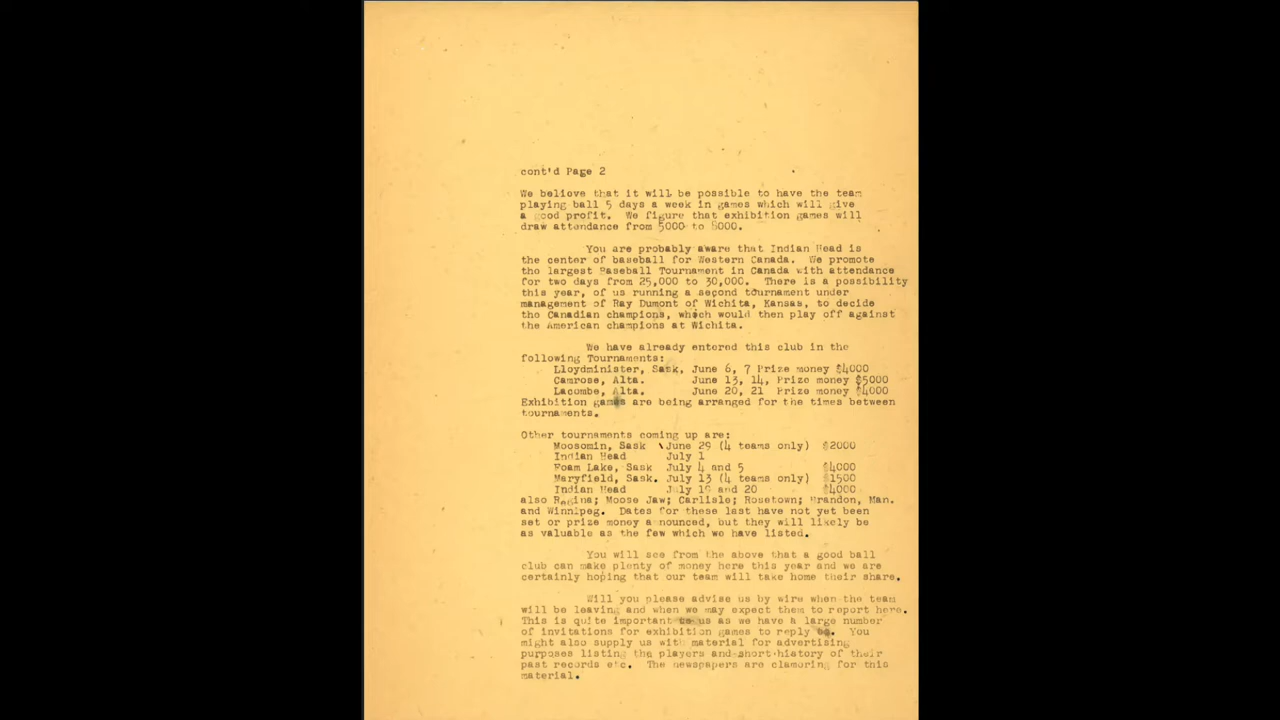 cont'd Page 2
We believe that it will be possible to have the team
playing ball 5 days a week in games which will give
a good profit. We figure that exhibition games will
draw attendance from 5000 to 8000.
You are probably aware that Indian Head is
the center of baseball for Western Canada. We promote
the largest Baseball Tournament in Canada with attendance
for two days from 25,000 to 30,000. There is a possibility
this year, of us running a second tournament under
management of Ray Dumont of Wichita, Kansas, to decide
the Canadian champions, which would then play off against
the American champions at Wichita.
We have already entered this club in the
following Tournaments:
Lloydminister, Sask, June 6, 7 Prize money $4000
Camrose, Alta. June 13, 14, Prize money $5000
Lacombe, Alta. June 20, 21 Prize money $4000
Exhibition games are being arranged for the times between
tournaments.
Other tournaments coming up are:
Moosomin, Sask June 29 (4 teams only) $2000
Indian Head July 1
Foam Lake, Sask July 4 and 5 $4000
Maryfield, Sask. July 13 (4 teams only) $1500
Indian Head July and 20 $4000
also Regina; Moose Jaw; Carlisle; Rosetown; Brandon, Man.
and Winnipeg. Dates for these last have not yet been
set or prize money announced, but they will likely be
as valuable as the few which we have listed.
You will see from the above that a good ball
club can make plenty of money here this year and we are
certainly hoping that our team will take home their share.
Will you please advise us by wire when the team
will be leaving and when we may expect them to report here.
This is quite important to us as we have a large number
of invitations for exhibition games to reply to. You
might also supply us with material for advertising
purposes listing the players and short history of their
past records etc. The newspapers are clamoring for this
material.